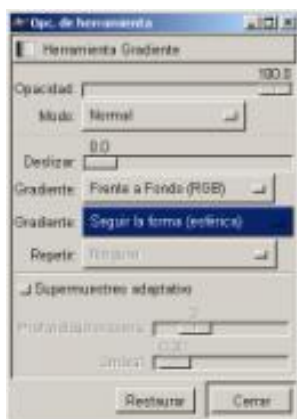 Opc. de herramienta
Herramienta Gradiente
100.0
Opacidad:
Modo: Normal
0.0
Deslizar:
Gradiente: Frente a Fondo (RGB)
Gradiente: Seguir la forma (esférica)
Repetir: Ninguno
Supermuestreo adaptativo
Umbral:
Restaurar Cerrar